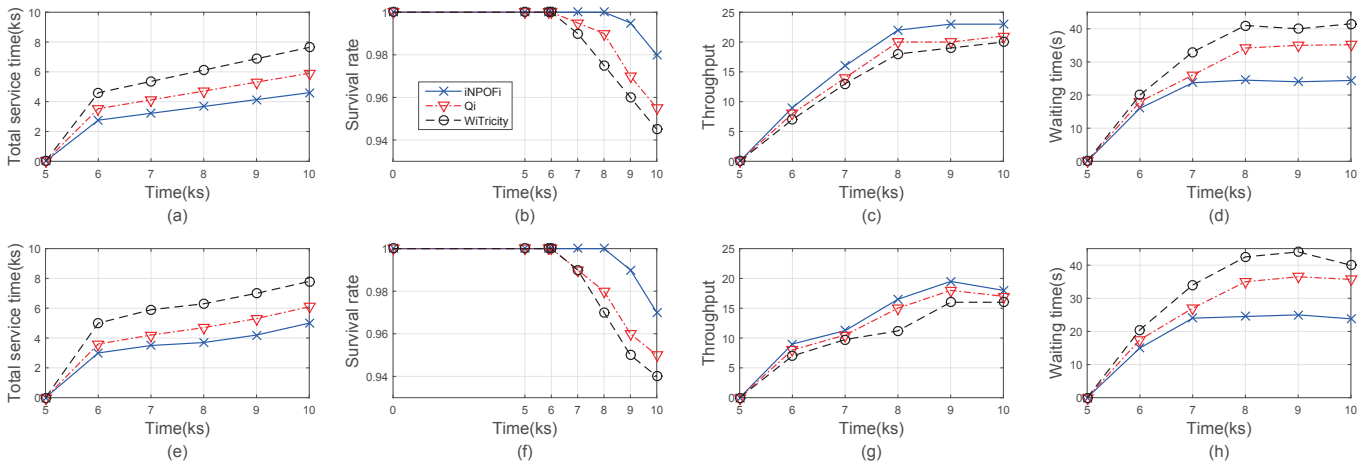 Total service time(ks)
10
8
6
4
2
0
5 6 7 8 9 10
Time(ks)
(a)
Survival rate
1
0.98
0.96
0.94
iNPOFi
Qi
WiTricity
0 5 6 7 8 9 10
Time(ks)
(b)
Throughput
25
20
15
10
5
0
5 6 7 8 9 10
Time(ks)
(c)
Waiting time(s)
40
30
20
10
0
5 6 7 8 9 10
Time(ks)
(d)
Total service time(ks)
10
8
6
4
2
0
5 6 7 8 9 10
Time(ks)
(e)
Survival rate
1
0.98
0.96
0.94
0 5 6 7 8 9 10
Time(ks)
(f)
Throughput
25
20
15
10
5
0
5 6 7 8 9 10
Time(ks)
(g)
Waiting time(s)
40
30
20
10
0
5 6 7 8 9 10
Time(ks)
(h)